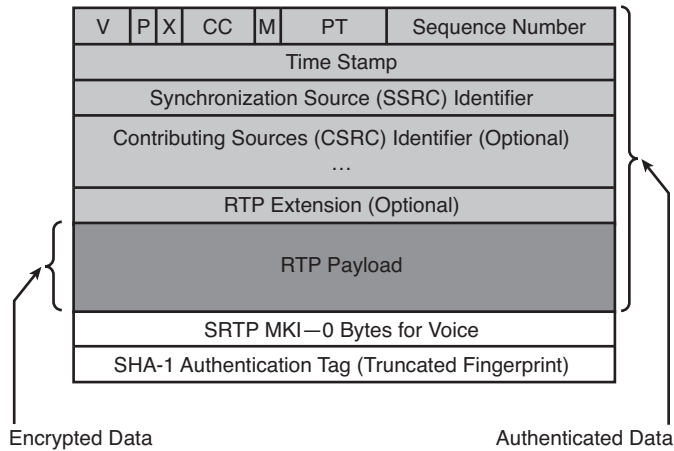 V P X CC M PT Sequence Number
Time Stamp
Synchronization Source (SSRC) Identifier
Contributing Sources (CSRC) Identifier (Optional)
...
RTP Extension (Optional)
RTP Payload
SRTP MKI—0 Bytes for Voice
SHA-1 Authentication Tag (Truncated Fingerprint)
Encrypted Data
Authenticated Data